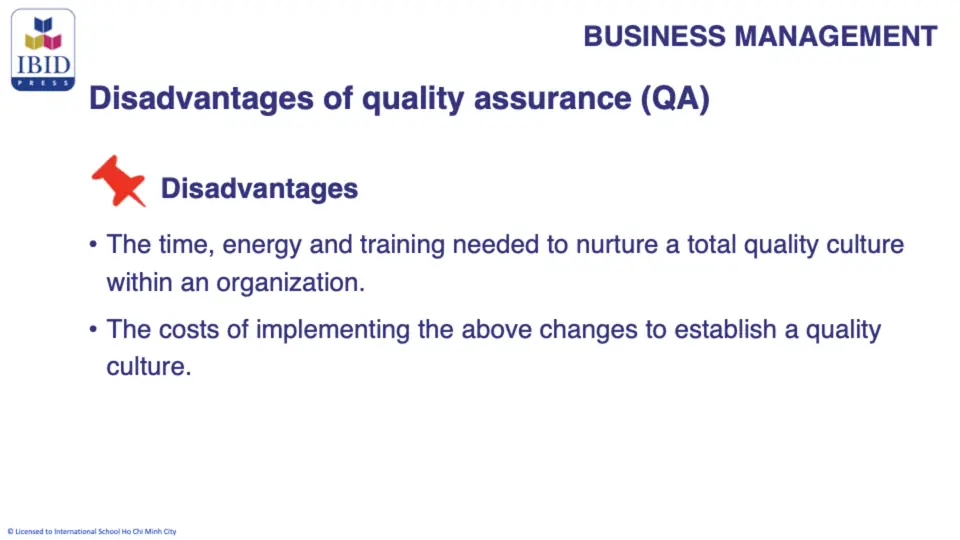 IBID
PRESS
BUSINESS MANAGEMENT
Disadvantages of quality assurance (QA)
Disadvantages
• The time, energy and training needed to nurture a total quality culture
within an organization.
• The costs of implementing the above changes to establish a quality
culture.
© Licensed to International School Ho Chi Minh City